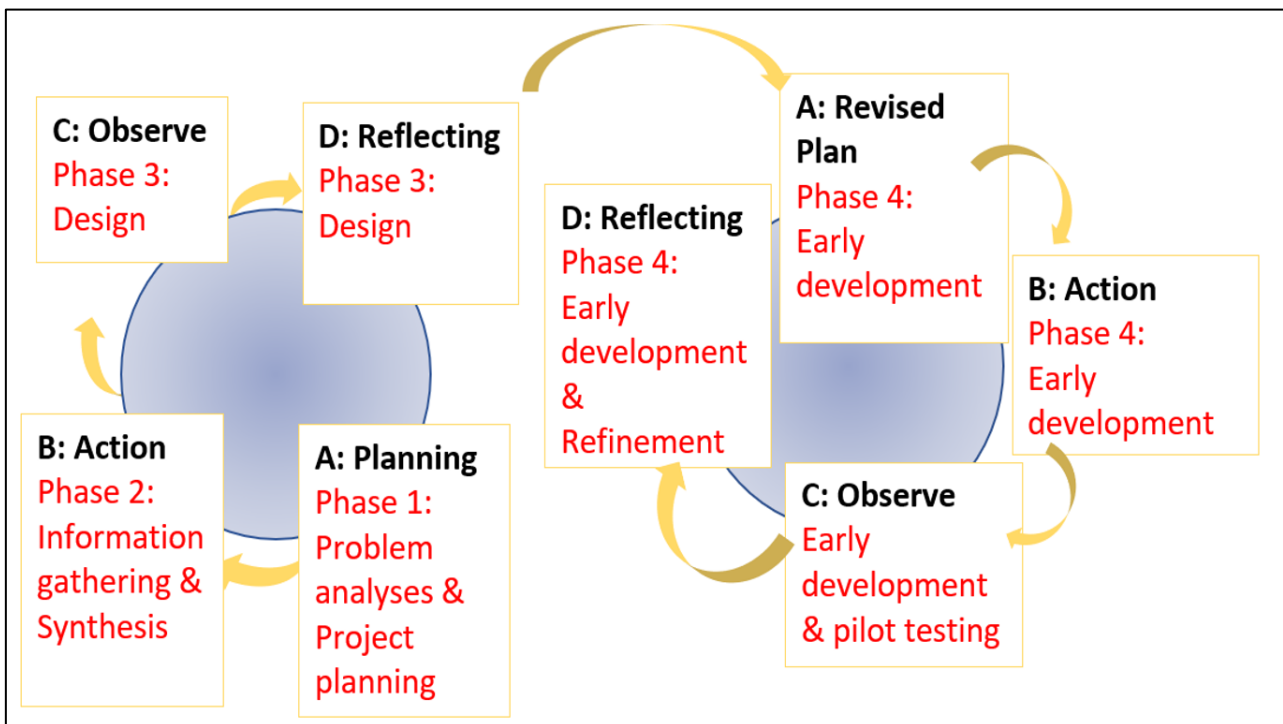 C: Observe
Phase 3:
Design
D: Reflecting
Phase 3:
Design
B: Action
Phase 2:
Information
gathering &
Synthesis
A: Planning
Phase 1:
Problem
analyses &
Project
planning
A: Revised
Plan
Phase 4:
Early
development
D: Reflecting
Phase 4:
Early
development
&
Refinement
B: Action
Phase 4:
Early
development
C: Observe
Early
development
& pilot testing